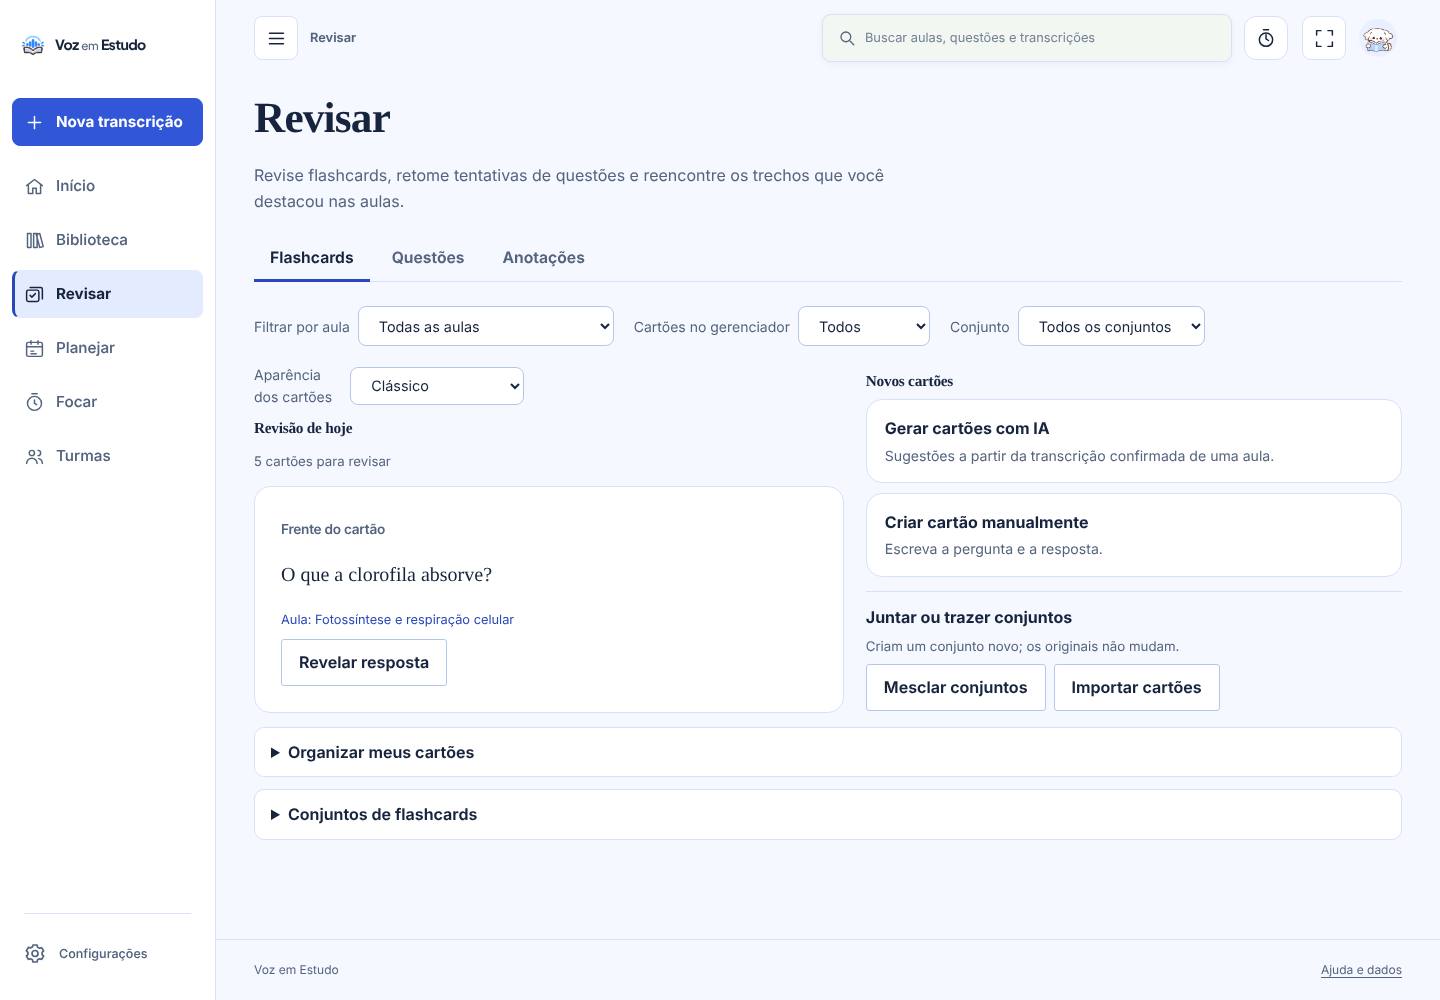 Voz em Estudo
Nova transcrição
Início
Biblioteca
Revisar
Planejar
Focar
Turmas
Configurações
Revisar
Buscar aulas, questões e transcrições
Revisar
Revise flashcards, retome tentativas de questões e reencontre os trechos que você
destacou nas aulas.
Flashcards
Questões
Anotações
Filtrar por aula
Todas as aulas
Cartões no gerenciador
Todos
Conjunto
Todos os conjuntos
Aparência
dos cartões
Clássico
Revisão de hoje
5 cartões para revisar
Frente do cartão
O que a clorofila absorve?
Aula: Fotossíntese e respiração celular
Revelar resposta
Novos cartões
Gerar cartões com IA
Sugestões a partir da transcrição confirmada de uma aula.
Criar cartão manualmente
Escreva a pergunta e a resposta.
Juntar ou trazer conjuntos
Criam um conjunto novo; os originais não mudam.
Mesclar conjuntos
Importar cartões
Organizar meus cartões
Conjuntos de flashcards
Voz em Estudo
Ajuda e dados